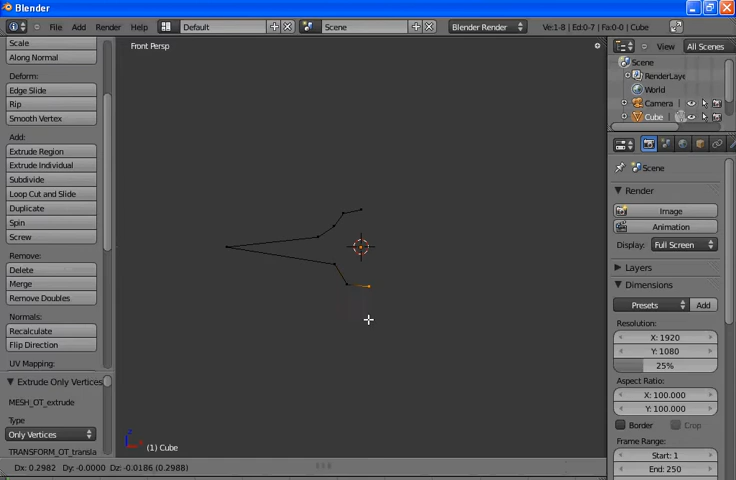 Blender
File Add Render Help Default Scene Blender Render Ve:1-8 | Ed:0-7 | Fa:0-0 | Cube
Scale
Along Normal
Deform:
Edge Slide
Rip
Smooth Vertex
Add:
Extrude Region
Extrude Individual
Subdivide
Loop Cut and Slide
Duplicate
Spin
Screw
Remove:
Delete
Merge
Remove Doubles
Normals:
Recalculate
Flip Direction
UV Mapping:
Extrude Only Vertices
MESH_OT_extrude
Type
Only Vertices
TRANSFORM_OT_transla
Front Persp
(1) Cube
Dx: 0.2982 Dy: -0.0000 Dz: -0.0186 (0.2988)
View All Scenes
Scene
RenderLaye
World
Camera
Cube
Scene
Render
Image
Animation
Display: Full Screen
Layers
Dimensions
Presets Add
Resolution:
X: 1920
Y: 1080
25%
Aspect Ratio:
X: 100.000
Y: 100.000
Border Crop
Frame Range:
Start: 1
End: 250